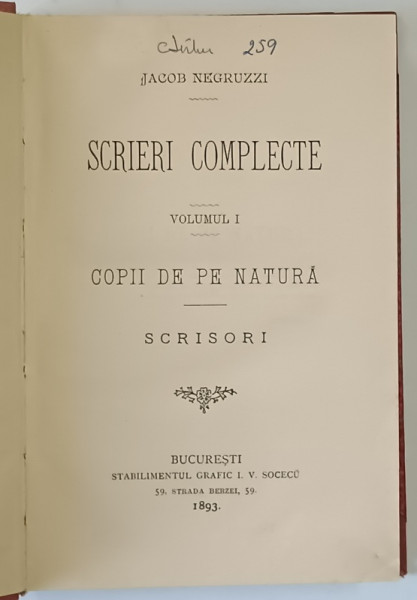 259
JACOB NEGRUZZI
SCRIERI COMPLECTE
VOLUMUL I
COPII DE PE NATURĂ
SCRISORI
BUCUREȘTI
STABILIMENTUL GRAFIC I. V. SOCECŬ
59, STRADA BERZEI, 59.
1893.